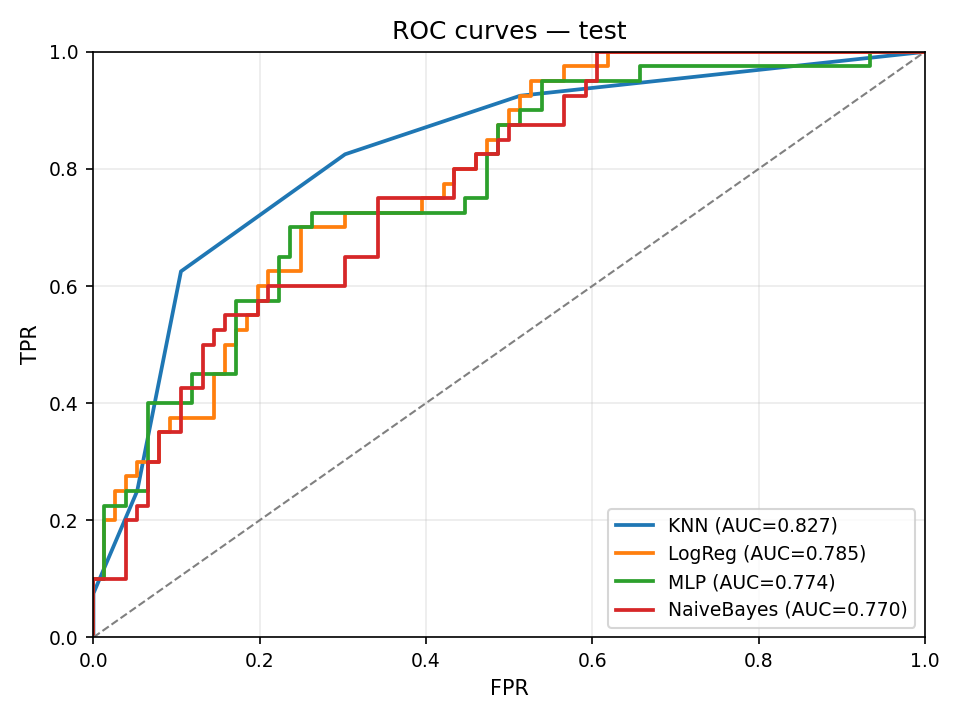 ROC curves — test
TPR
1.0
0.8
0.6
0.4
0.2
0.0
KNN (AUC=0.827)
LogReg (AUC=0.785)
MLP (AUC=0.774)
NaiveBayes (AUC=0.770)
0.0 0.2 0.4 0.6 0.8 1.0
FPR